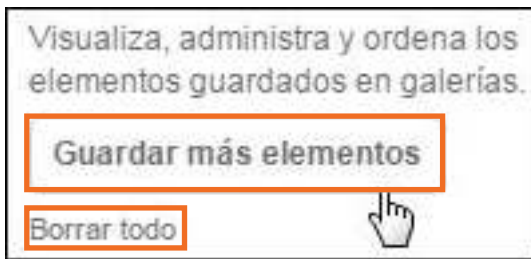 Visualiza, administra y ordena los
elementos guardados en galerías.
Guardar más elementos
Borrar todo